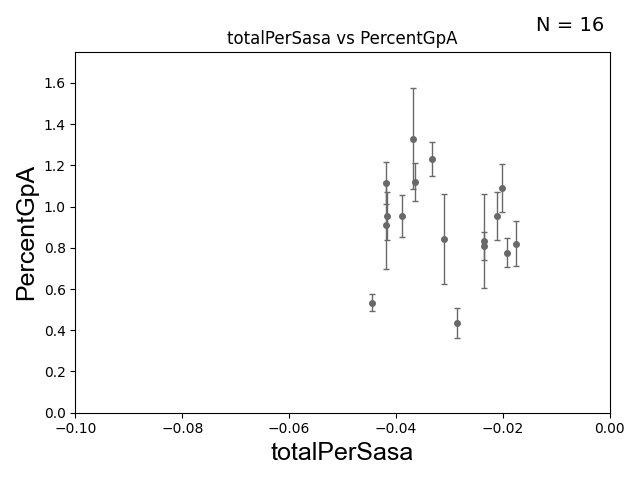 N = 16
totalPerSasa vs PercentGpA
PercentGpA
1.6
1.4
1.2
1.0
0.8
0.6
0.4
0.2
0.0
−0.10 −0.08 −0.06 −0.04 −0.02 0.00
totalPerSasa